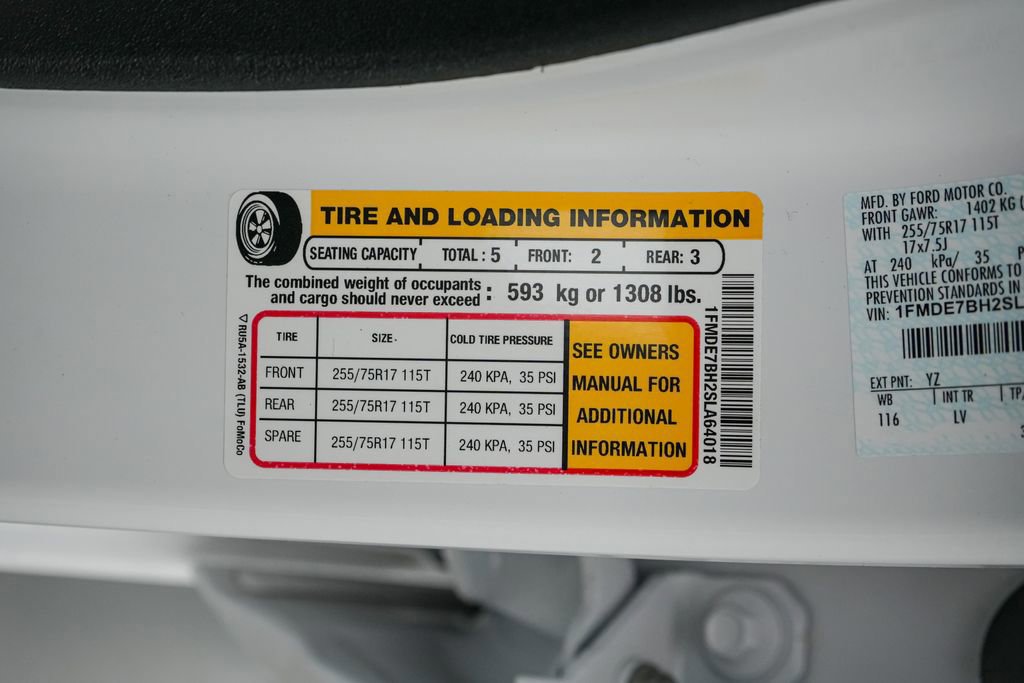 TIRE AND LOADING INFORMATION
SEATING CAPACITY TOTAL : 5 FRONT: 2 REAR: 3
The combined weight of occupants
and cargo should never exceed : 593 kg or 1308 lbs.
TIRE SIZE COLD TIRE PRESSURE
FRONT 255/75R17 115T 240 KPA, 35 PSI
REAR 255/75R17 115T 240 KPA, 35 PSI
SPARE 255/75R17 115T 240 KPA, 35 PSI
SEE OWNERS
MANUAL FOR
ADDITIONAL
INFORMATION
RU5A-1532-AB (TLU) FoMoCo
1FMDE7BH2SLA64018
MFD. BY FORD MOTOR CO.
FRONT GAWR: 1402 KG (
WITH 255/75R17 115T
17x7.5J
AT 240 kPa/ 35 P
THIS VEHICLE CONFORMS TO
PREVENTION STANDARDS IN
VIN: 1FMDE7BH2SL
EXT PNT: YZ
WB INT TR TP/
116 LV